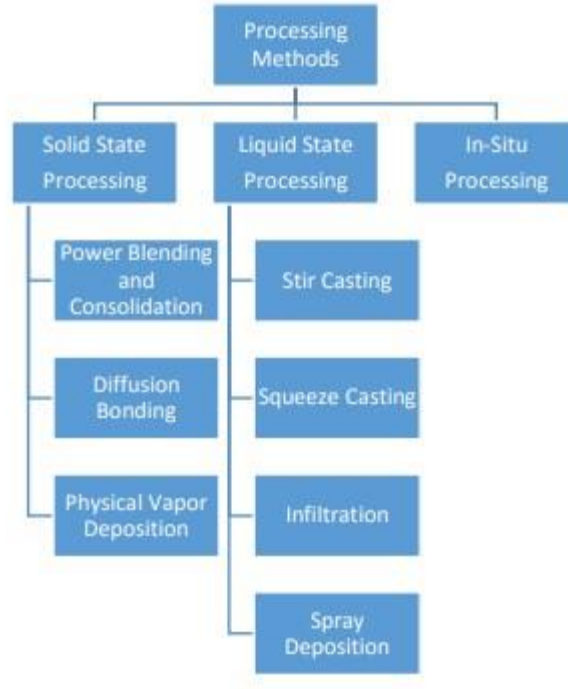 Processing
Methods
Solid State
Processing
Liquid State
Processing
In-Situ
Processing
Power Blending
and
Consolidation
Diffusion
Bonding
Physical Vapor
Deposition
Stir Casting
Squeeze Casting
Infiltration
Spray
Deposition